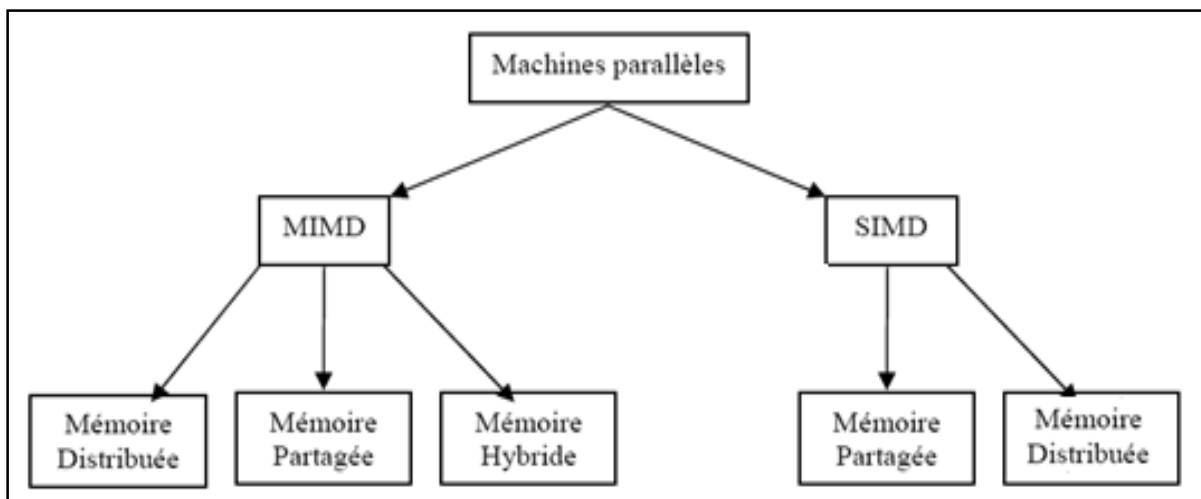 Machines parallèles
MIMD
SIMD
Mémoire
Distribuée
Mémoire
Partagée
Mémoire
Hybride
Mémoire
Partagée
Mémoire
Distribuée